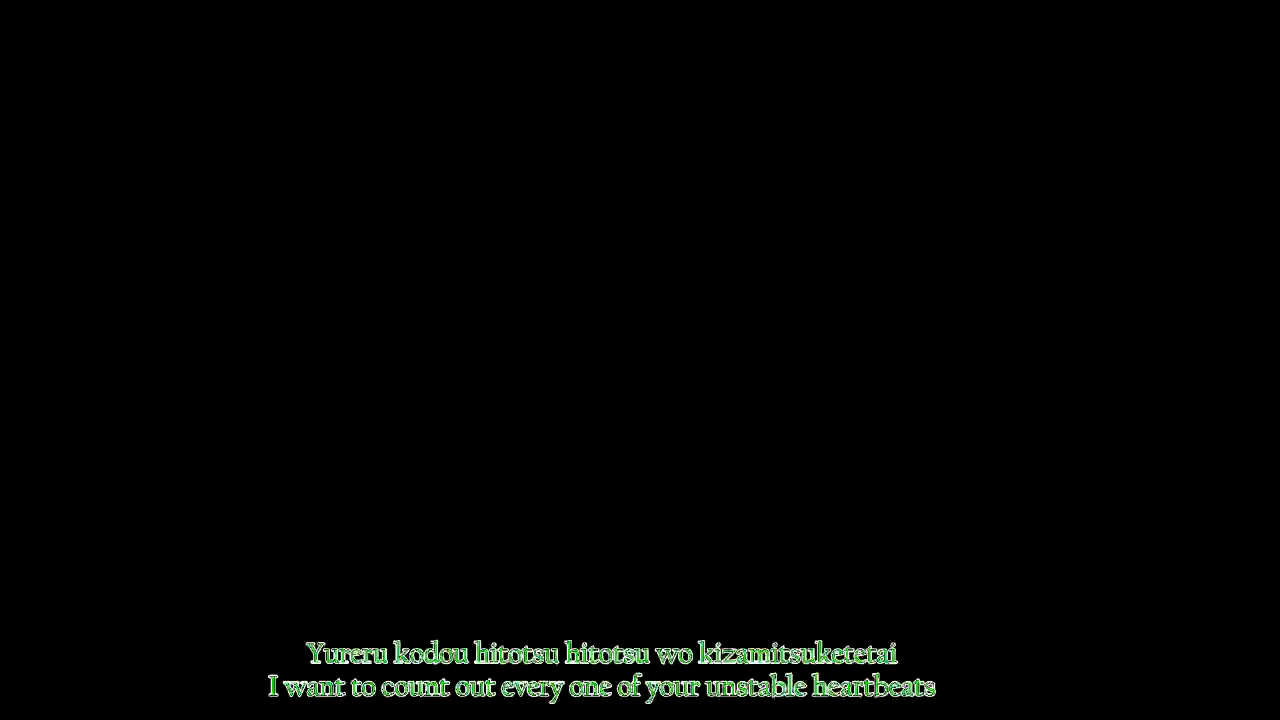 Yureru kodou hitotsu hitotsu wo kizamitsuketetai
I want to count out every one of your unstable heartbeats